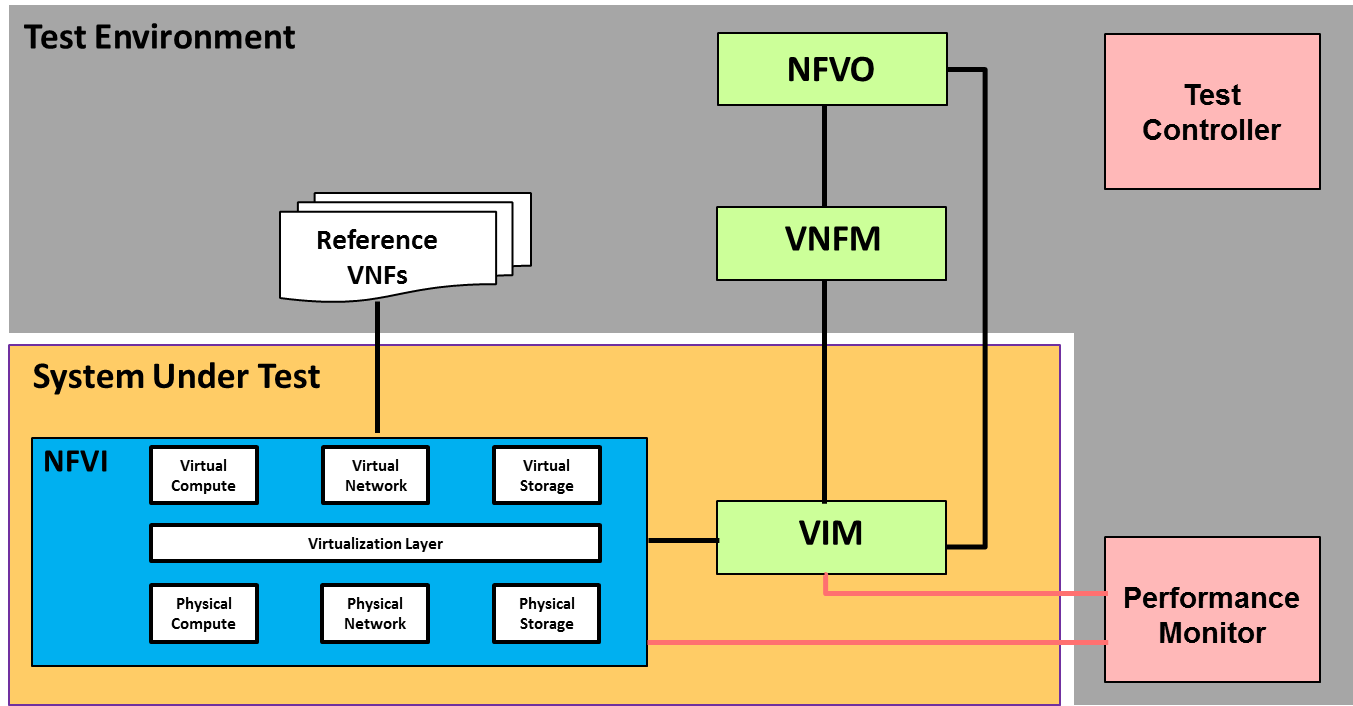 Test Environment
NFVO
Test
Controller
VNFM
Reference
VNFs
System Under Test
NFVI
Virtual
Compute
Virtual
Network
Virtual
Storage
Virtualization Layer
VIM
Physical
Compute
Physical
Network
Physical
Storage
Performance
Monitor